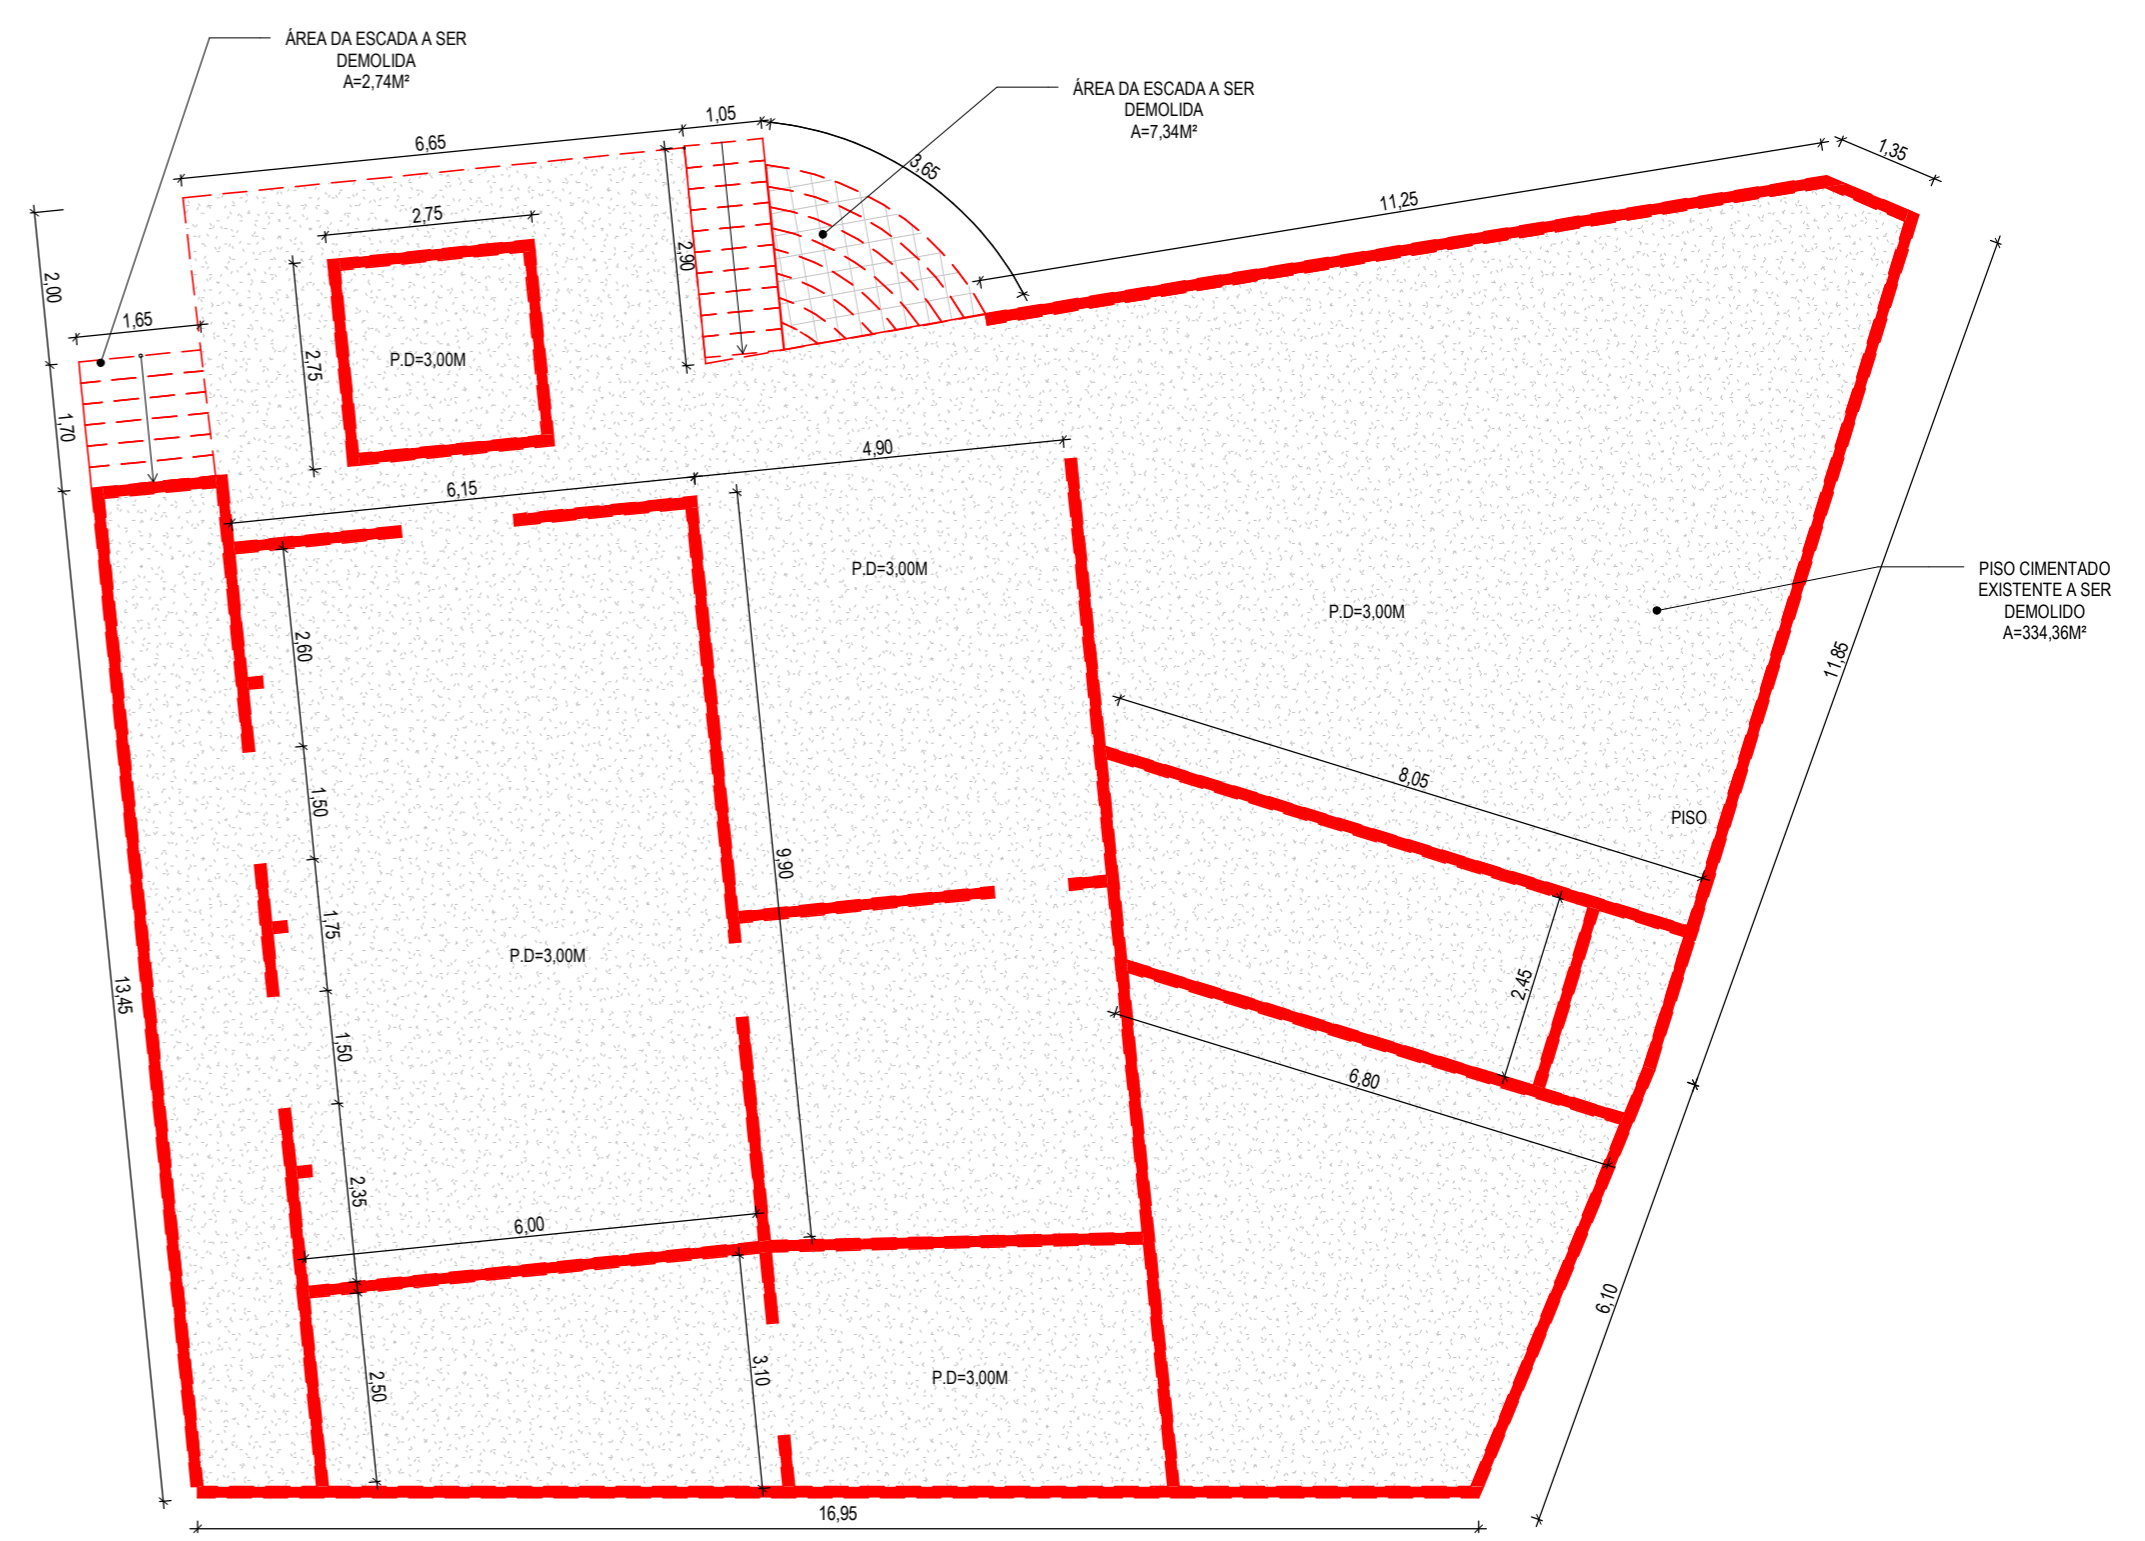 ÁREA DA ESCADA A SER
DEMOLIDA
A=2,74M²
ÁREA DA ESCADA A SER
DEMOLIDA
A=7,34M²
1,05
6,65
3,65
1,35
11,25
2,75
2,90
2,00
1,65
2,75
P.D=3,00M
1,70
4,90
6,15
P.D=3,00M
P.D=3,00M
PISO CIMENTADO
EXISTENTE A SER
DEMOLIDO
A=334,36M²
2,60
11,85
8,05
1,50
PISO
9,90
1,75
P.D=3,00M
2,45
13,45
1,50
6,80
2,35
6,00
6,10
3,10
P.D=3,00M
2,50
16,95